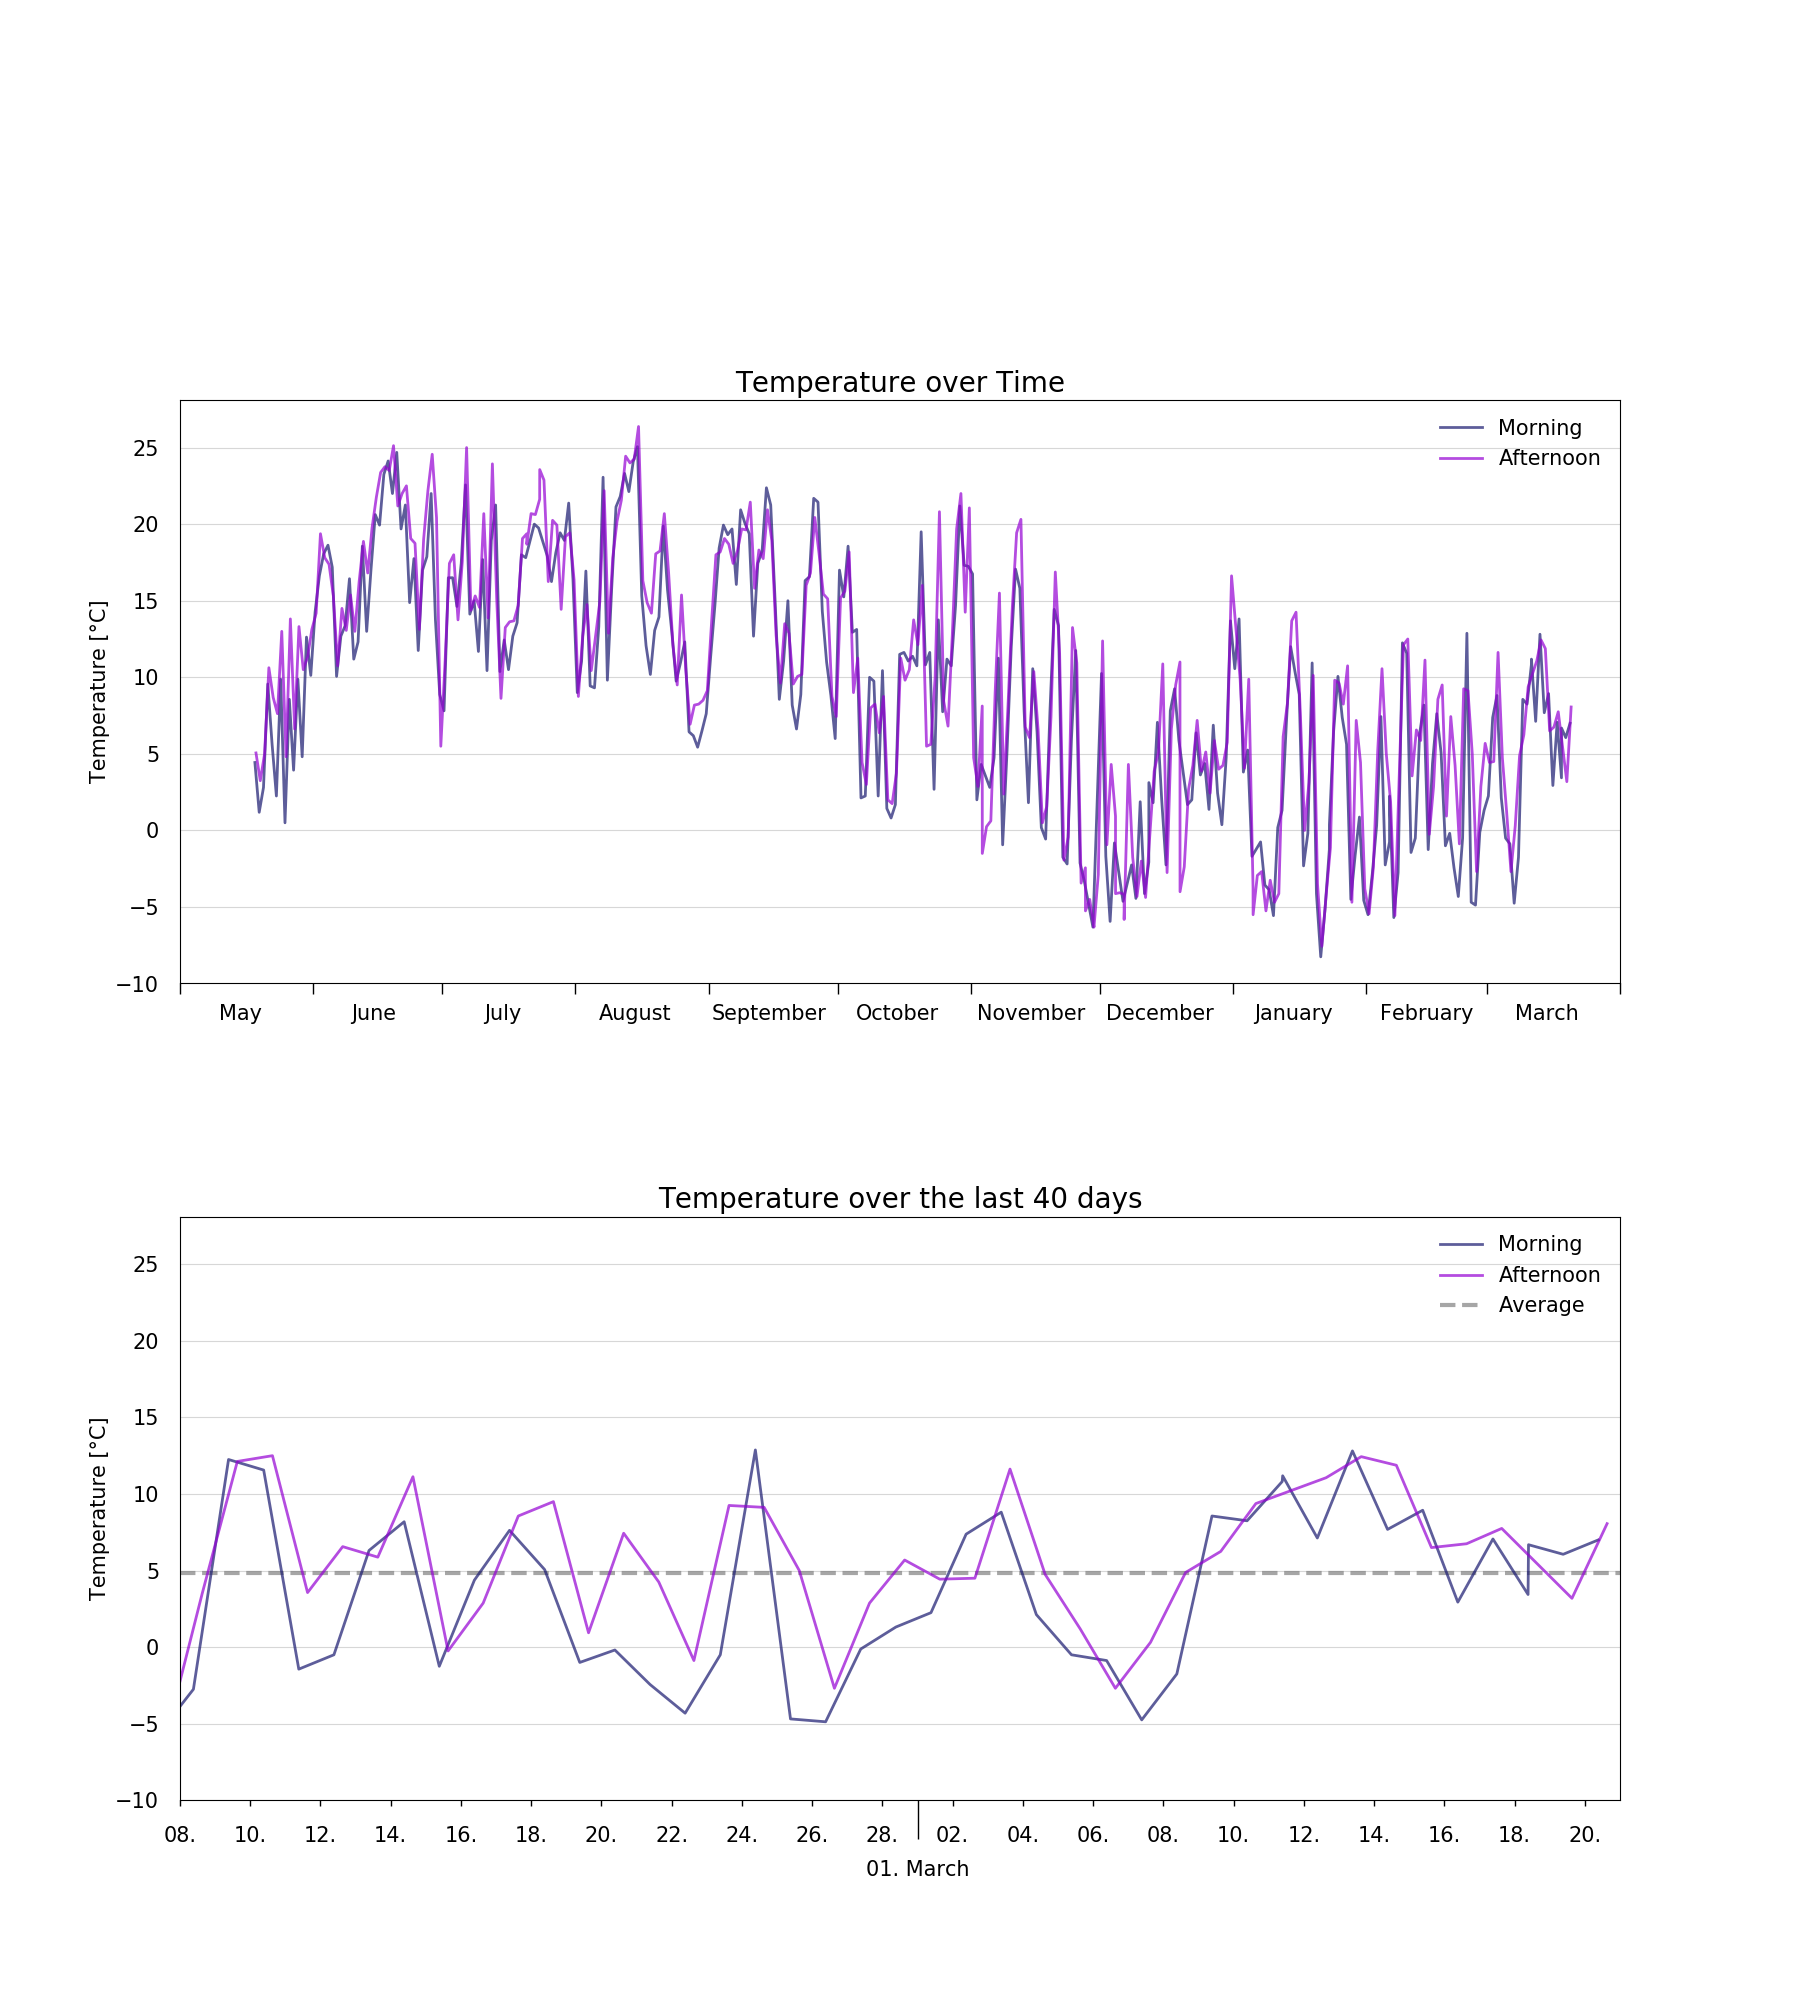 Temperature over Time
Morning
Afternoon
Temperature [°C]
25
20
15
10
5
0
−5
−10
May June July August September October November December January February March
Temperature over the last 40 days
Morning
Afternoon
Average
Temperature [°C]
25
20
15
10
5
0
−5
−10
08. 10. 12. 14. 16. 18. 20. 22. 24. 26. 28. 02. 04. 06. 08. 10. 12. 14. 16. 18. 20.
01. March